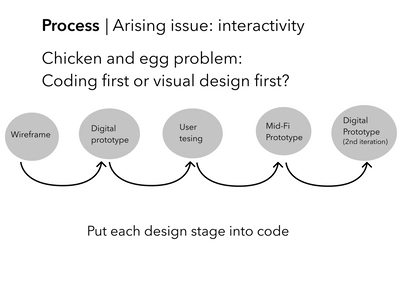 Process | Arising issue: interactivity
Chicken and egg problem:
Coding first or visual design first?
Wireframe
Digital
prototype
User
tesing
Mid-Fi
Prototype
Digital
Prototype
(2nd iteration)
Put each design stage into code